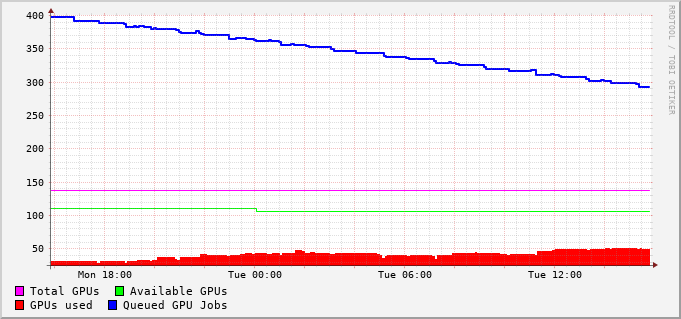 400
350
300
250
200
150
100
50
Mon 18:00 Tue 00:00 Tue 06:00 Tue 12:00
Total GPUs Available GPUs
GPUs used Queued GPU Jobs
RRDTOOL / TOBI OETIKER